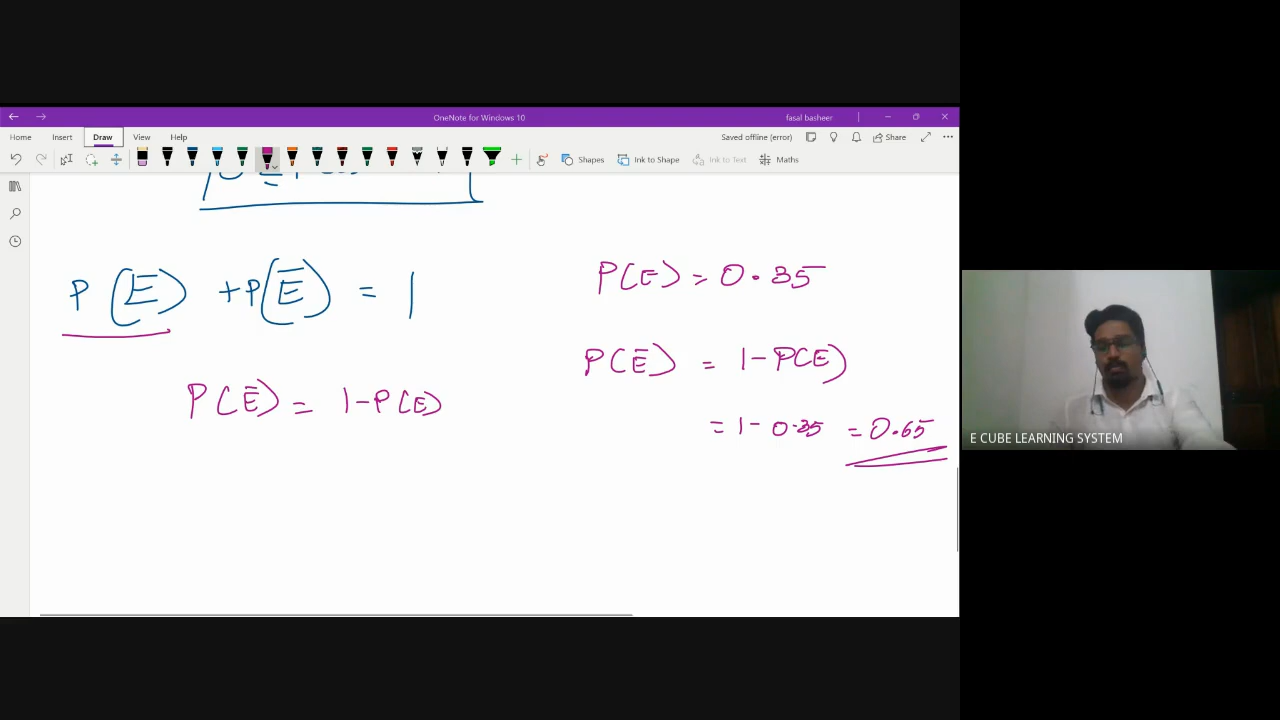 OneNote for Windows 10
fasal basheer
Home Insert Draw View Help
Saved offline (error) Share
Shapes Ink to Shape Ink to Text Maths
P(E) + P(E̅) = 1
P(E̅) = 1-P(E)
P(E) = 0.35
P(E̅) = 1-P(E)
= 1- 0.35 = 0.65
E CUBE LEARNING SYSTEM